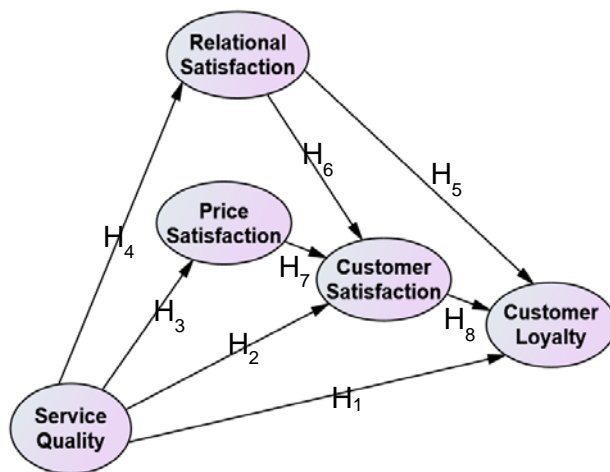 Relational
Satisfaction
H₆
H₅
Price
Satisfaction
H₄
H₇
Customer
Satisfaction
H₃
H₈
Customer
Loyalty
H₂
H₁
Service
Quality